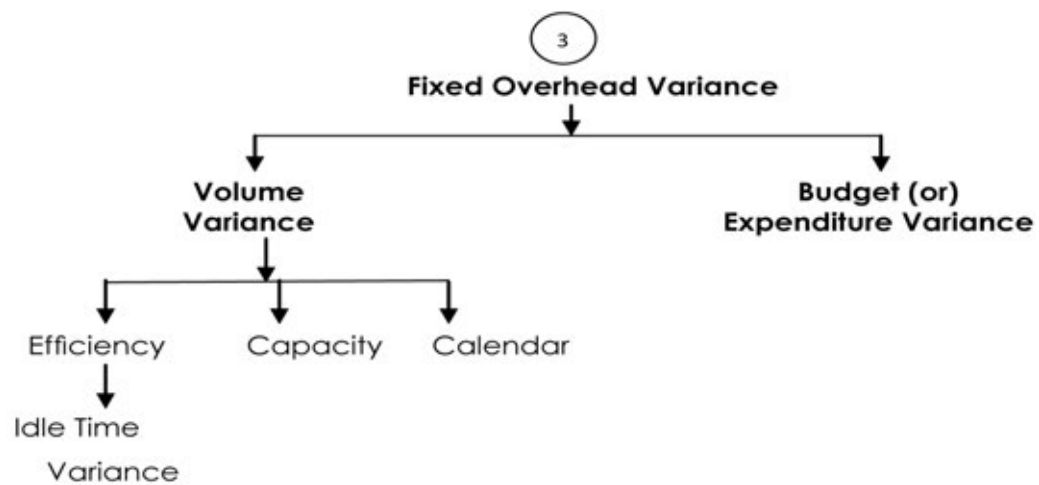 3
Fixed Overhead Variance
Volume
Variance
Budget (or)
Expenditure Variance
Efficiency
Capacity
Calendar
Idle Time
Variance